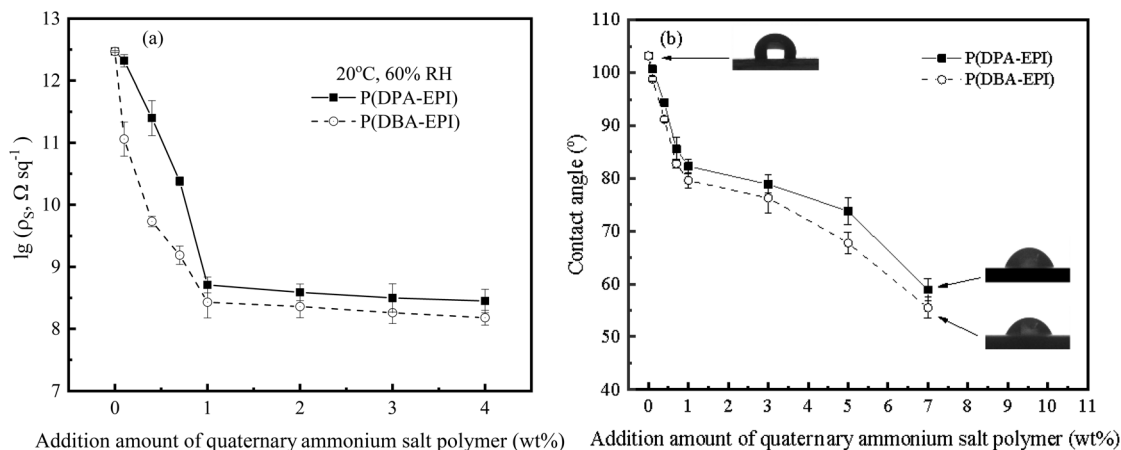 (a)
13
12
11
10
9
8
7
lg (ρS, Ω sq-1)
20°C, 60% RH
P(DPA-EPI)
P(DBA-EPI)
0 1 2 3 4
Addition amount of quaternary ammonium salt polymer (wt%)
(b)
110
100
90
80
70
60
50
40
Contact angle (º)
P(DPA-EPI)
P(DBA-EPI)
0 1 2 3 4 5 6 7 8 9 10 11
Addition amount of quaternary ammonium salt polymer (wt%)